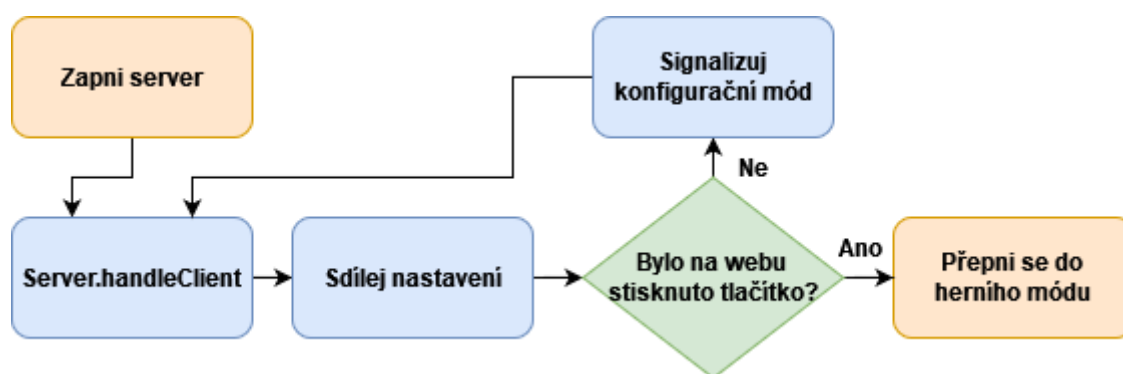 Zapni server
Signalizuj
konfigurační mód
Ne
Server.handleClient
Sdílej nastavení
Bylo na webu
stisknuto tlačítko?
Ano
Přepni se do
herního módu